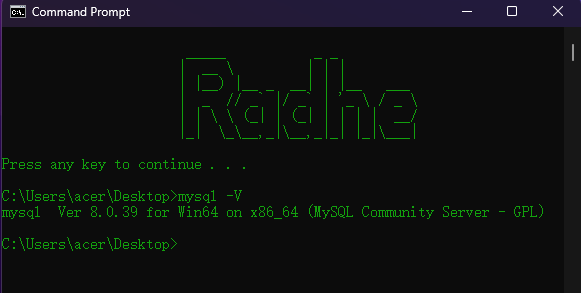 Command Prompt
Radhe
Press any key to continue . . .
C:\Users\acer\Desktop>mysql -V
mysql  Ver 8.0.39 for Win64 on x86_64 (MySQL Community Server - GPL)
C:\Users\acer\Desktop>